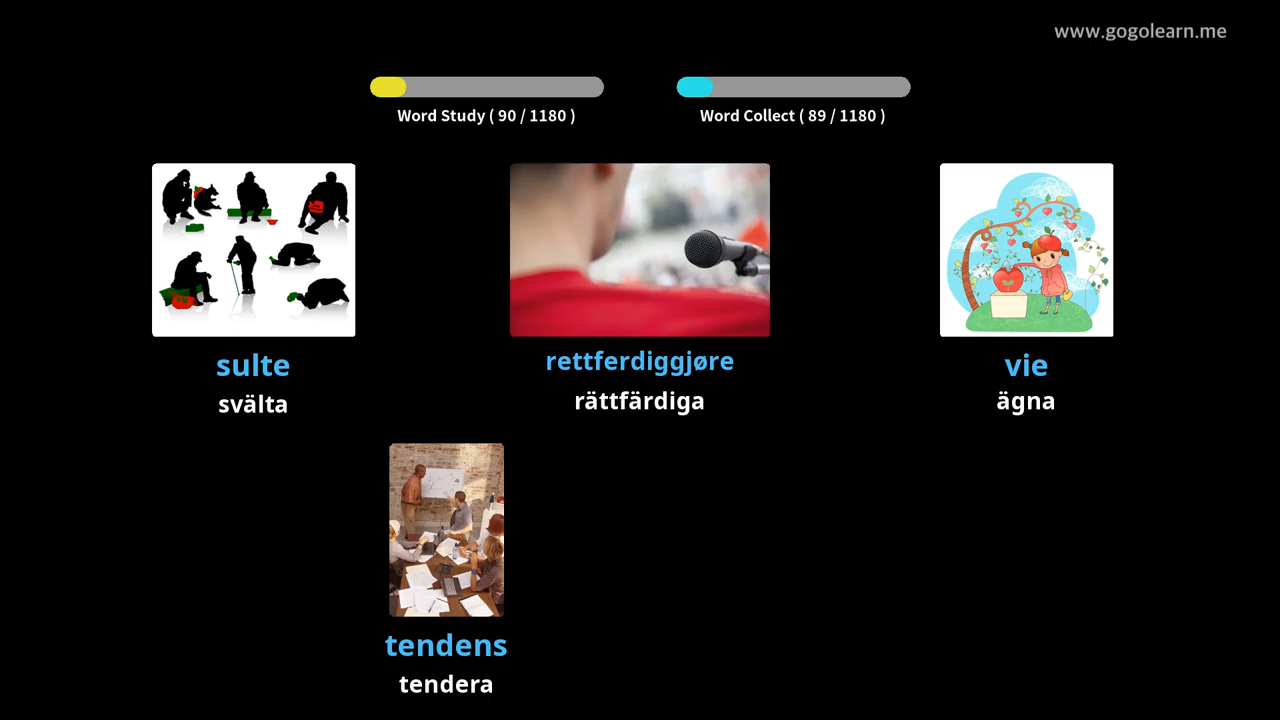 www.gogolearn.me
Word Study ( 90 / 1180 )
Word Collect ( 89 / 1180 )
sulte
svälta
rettferdiggjøre
rättfärdiga
vie
ägna
tendens
tendera